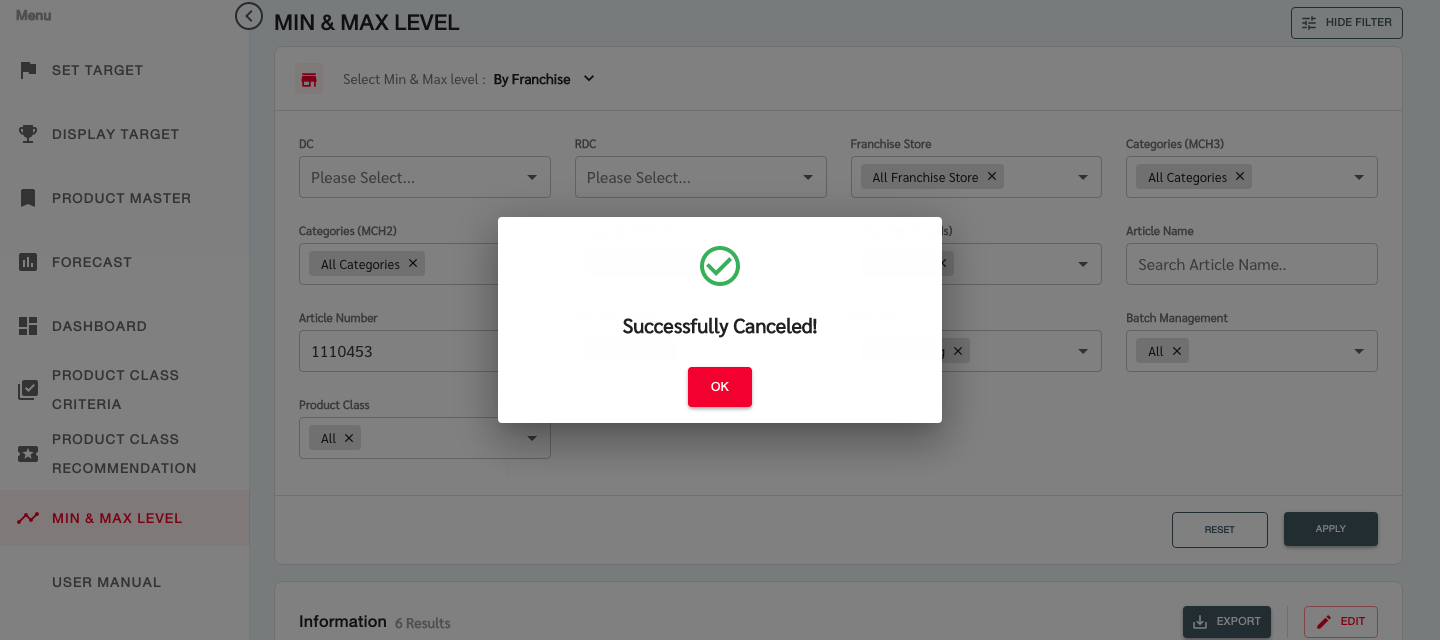 Menu
MIN & MAX LEVEL
HIDE FILTER
SET TARGET
DISPLAY TARGET
PRODUCT MASTER
FORECAST
DASHBOARD
PRODUCT CLASS
CRITERIA
PRODUCT CLASS
RECOMMENDATION
MIN & MAX LEVEL
USER MANUAL
Select Min & Max level : By Franchise
DC
RDC
Franchise Store
Categories (MCH3)
Please Select...
Please Select...
All Franchise Store ✕
All Categories ✕
Categories (MCH2)
Article Name
All Categories ✕
Search Article Name..
Article Number
Batch Management
1110453
All ✕
Product Class
All ✕
Successfully Canceled!
OK
RESET
APPLY
Information 6 Results
EXPORT
EDIT